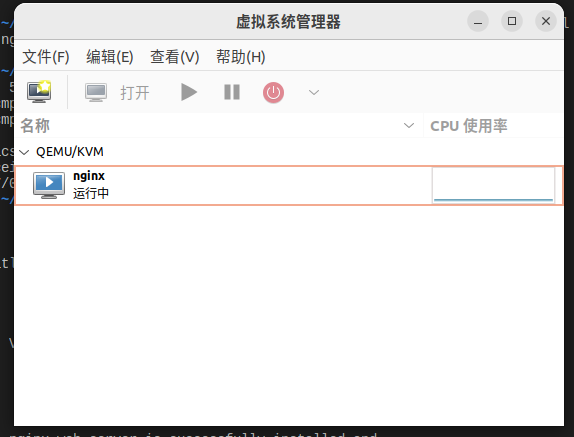 虚拟系统管理器
文件(F) 编辑(E) 查看(V) 帮助(H)
打开
名称 CPU 使用率
QEMU/KVM
nginx
运行中